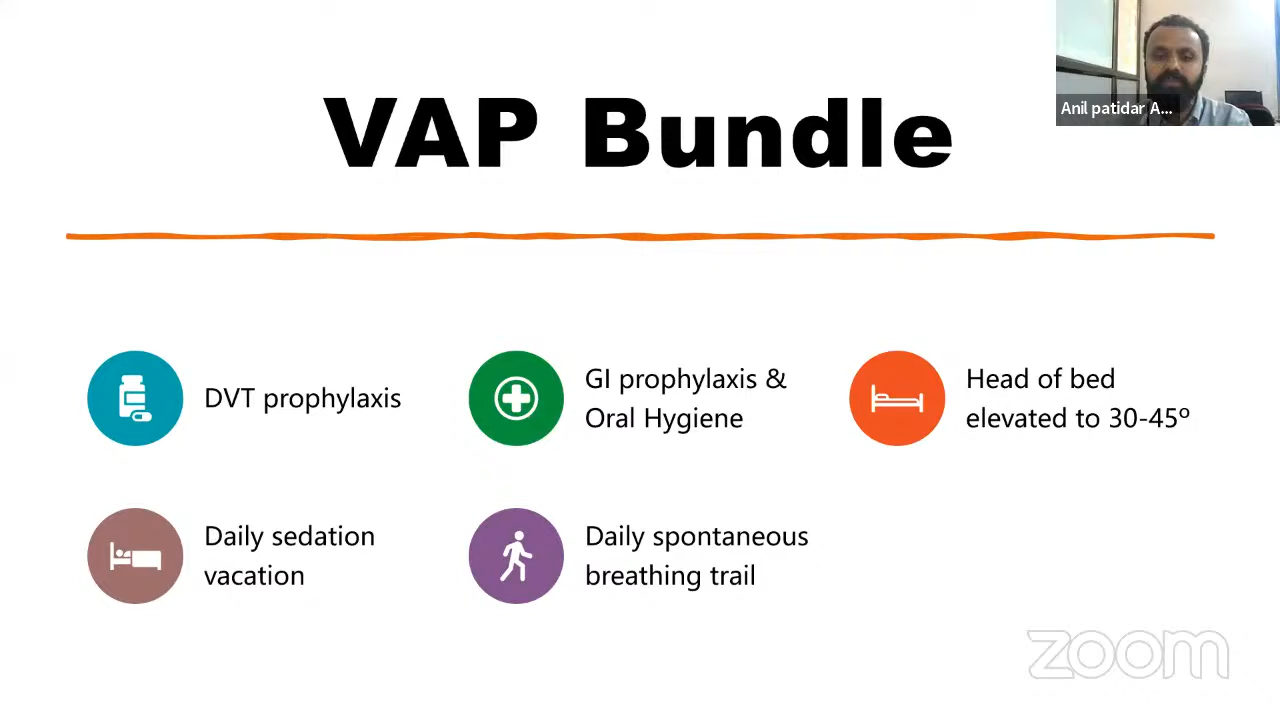 VAP Bundle
Anil patidar A...
DVT prophylaxis
GI prophylaxis &
Oral Hygiene
Head of bed
elevated to 30-45º
Daily sedation
vacation
Daily spontaneous
breathing trail
zoom